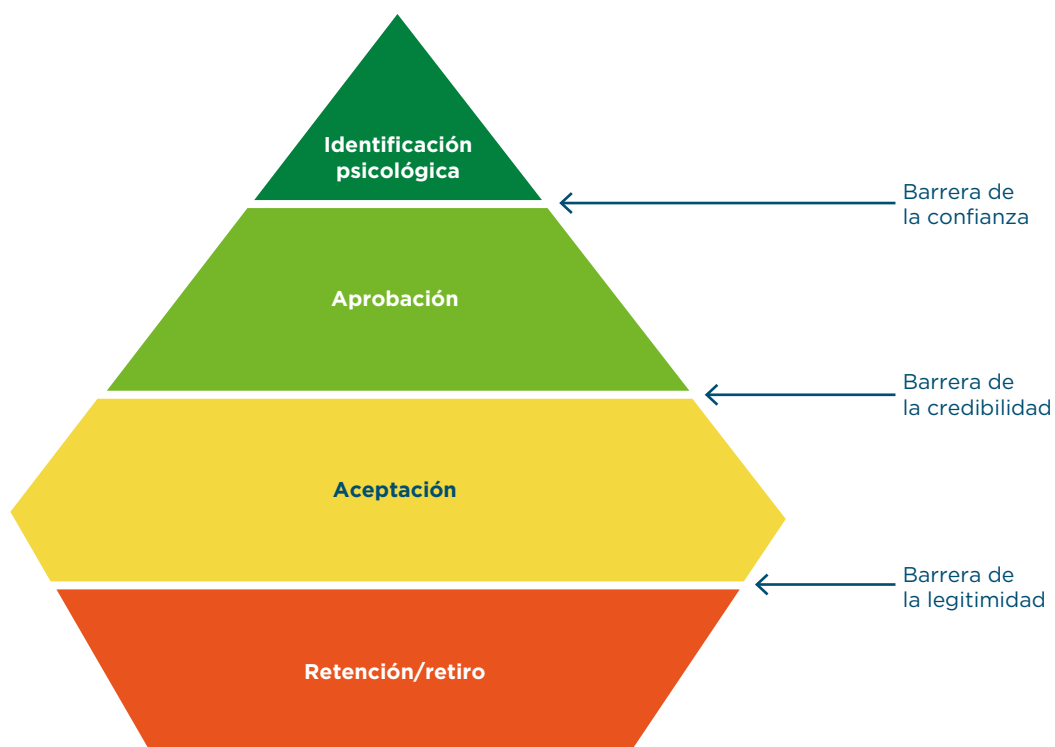 Identificación
psicológica
Barrera de
la confianza
Aprobación
Barrera de
la credibilidad
Aceptación
Barrera de
la legitimidad
Retención/retiro